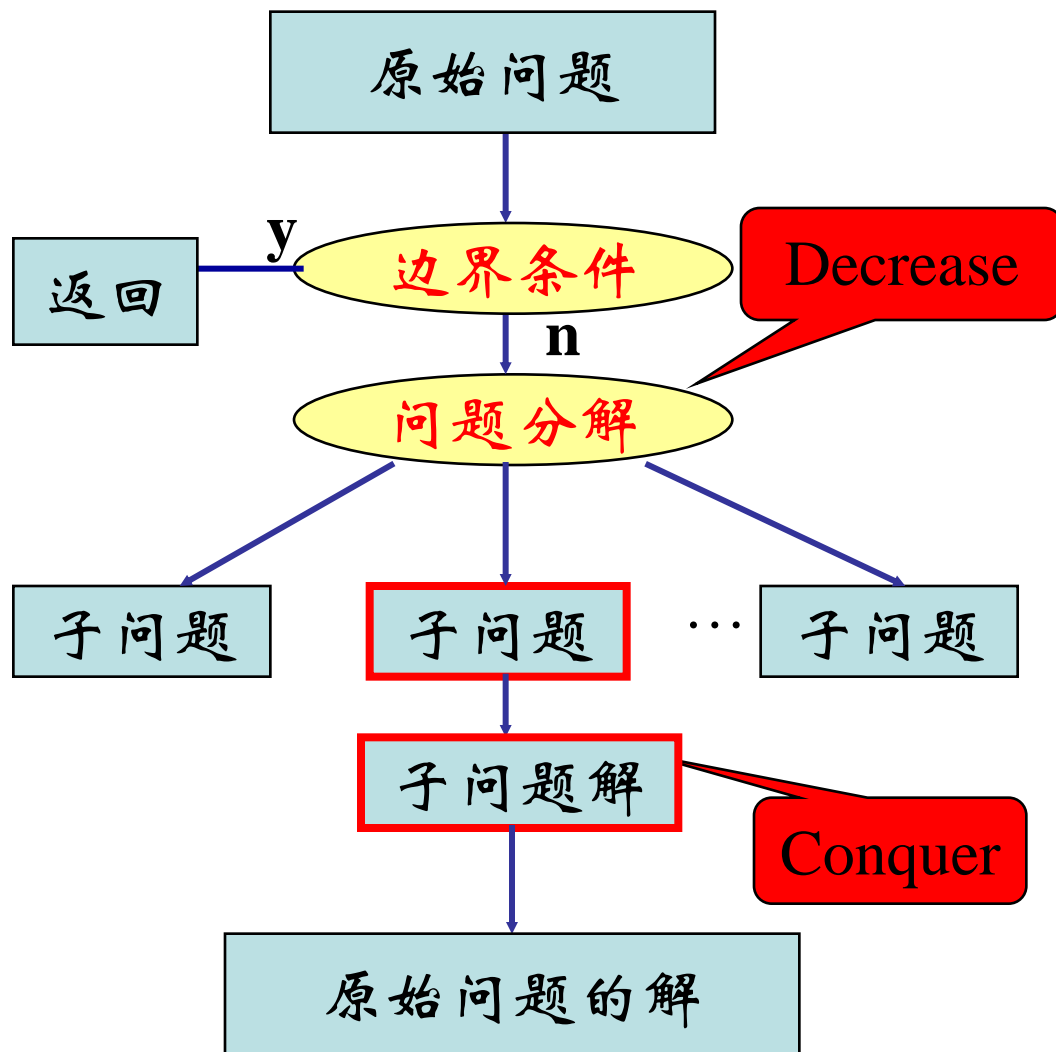 原始问题
y
边界条件
Decrease
返回
n
问题分解
子问题
子问题
…
子问题
子问题解
Conquer
原始问题的解